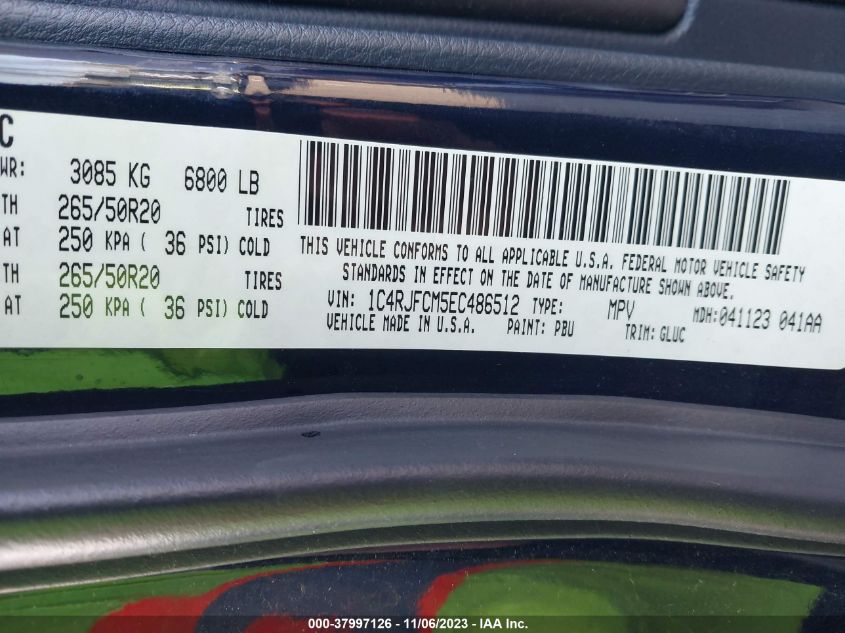 C
WR: 3085 KG 6800 LB
TH 265/50R20 TIRES
AT 250 KPA ( 36 PSI) COLD
TH 265/50R20 TIRES
AT 250 KPA ( 36 PSI) COLD
THIS VEHICLE CONFORMS TO ALL APPLICABLE U.S.A. FEDERAL MOTOR VEHICLE SAFETY
STANDARDS IN EFFECT ON THE DATE OF MANUFACTURE SHOWN ABOVE.
VIN: 1C4RJFCM5EC486512 TYPE: MPV MDH:041123 041AA
VEHICLE MADE IN U.S.A. PAINT: PBU TRIM: GLUC
000-37997126 - 11/06/2023 - IAA Inc.